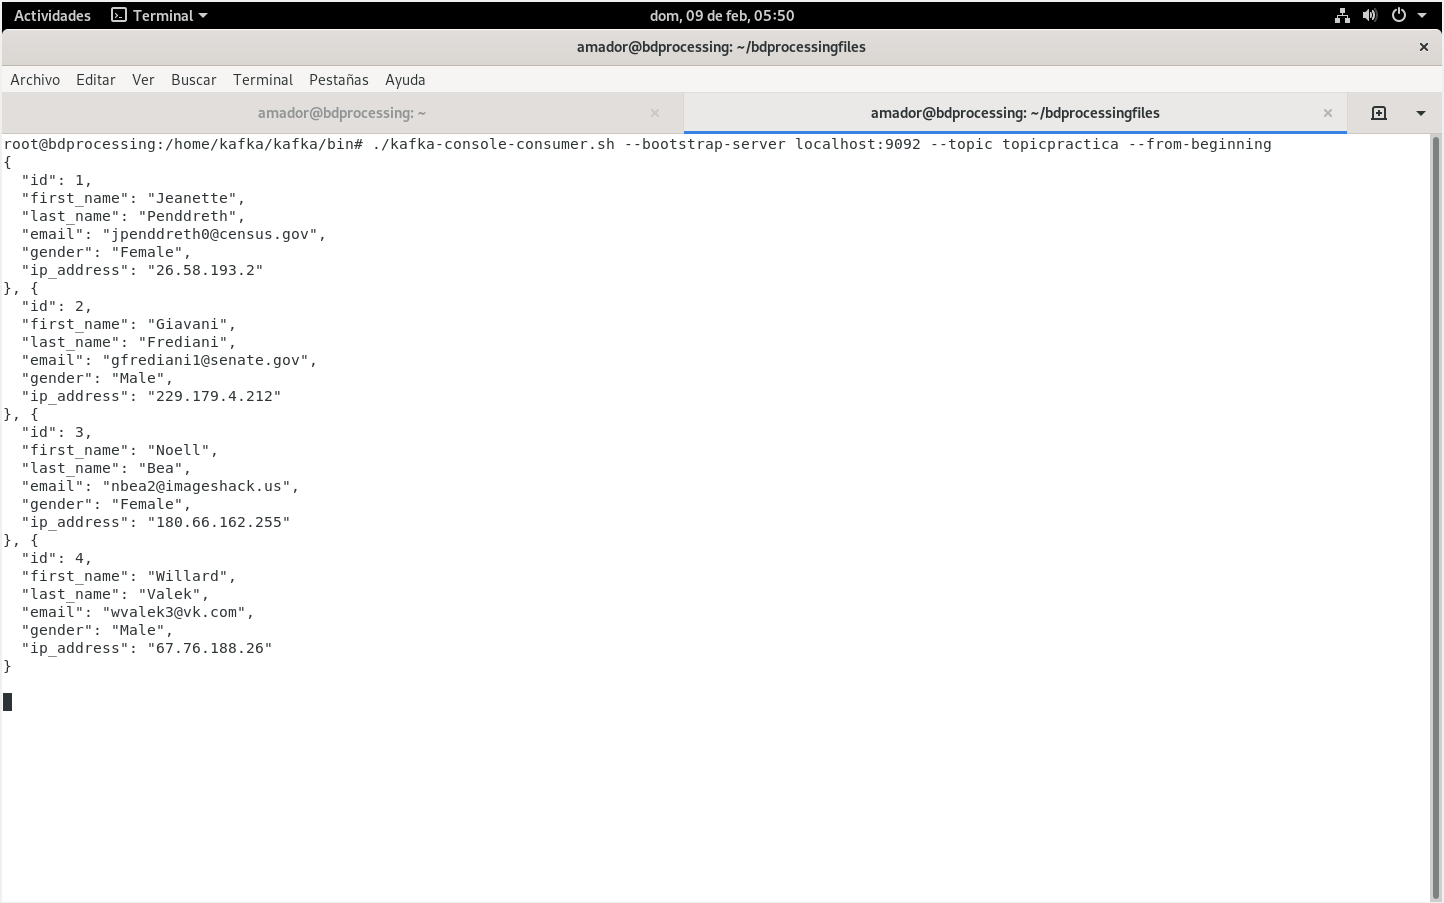 Actividades Terminal dom, 09 de feb, 05:50
amador@bdprocessing: ~/bdprocessingfiles
Archivo Editar Ver Buscar Terminal Pestañas Ayuda
amador@bdprocessing: ~ amador@bdprocessing: ~/bdprocessingfiles
root@bdprocessing:/home/kafka/kafka/bin# ./kafka-console-consumer.sh --bootstrap-server localhost:9092 --topic topicpractica --from-beginning
{
  "id": 1,
  "first_name": "Jeanette",
  "last_name": "Penddreth",
  "email": "jpenddreth0@census.gov",
  "gender": "Female",
  "ip_address": "26.58.193.2"
}, {
  "id": 2,
  "first_name": "Giavani",
  "last_name": "Frediani",
  "email": "gfrediani1@senate.gov",
  "gender": "Male",
  "ip_address": "229.179.4.212"
}, {
  "id": 3,
  "first_name": "Noell",
  "last_name": "Bea",
  "email": "nbea2@imageshack.us",
  "gender": "Female",
  "ip_address": "180.66.162.255"
}, {
  "id": 4,
  "first_name": "Willard",
  "last_name": "Valek",
  "email": "wvalek3@vk.com",
  "gender": "Male",
  "ip_address": "67.76.188.26"
}